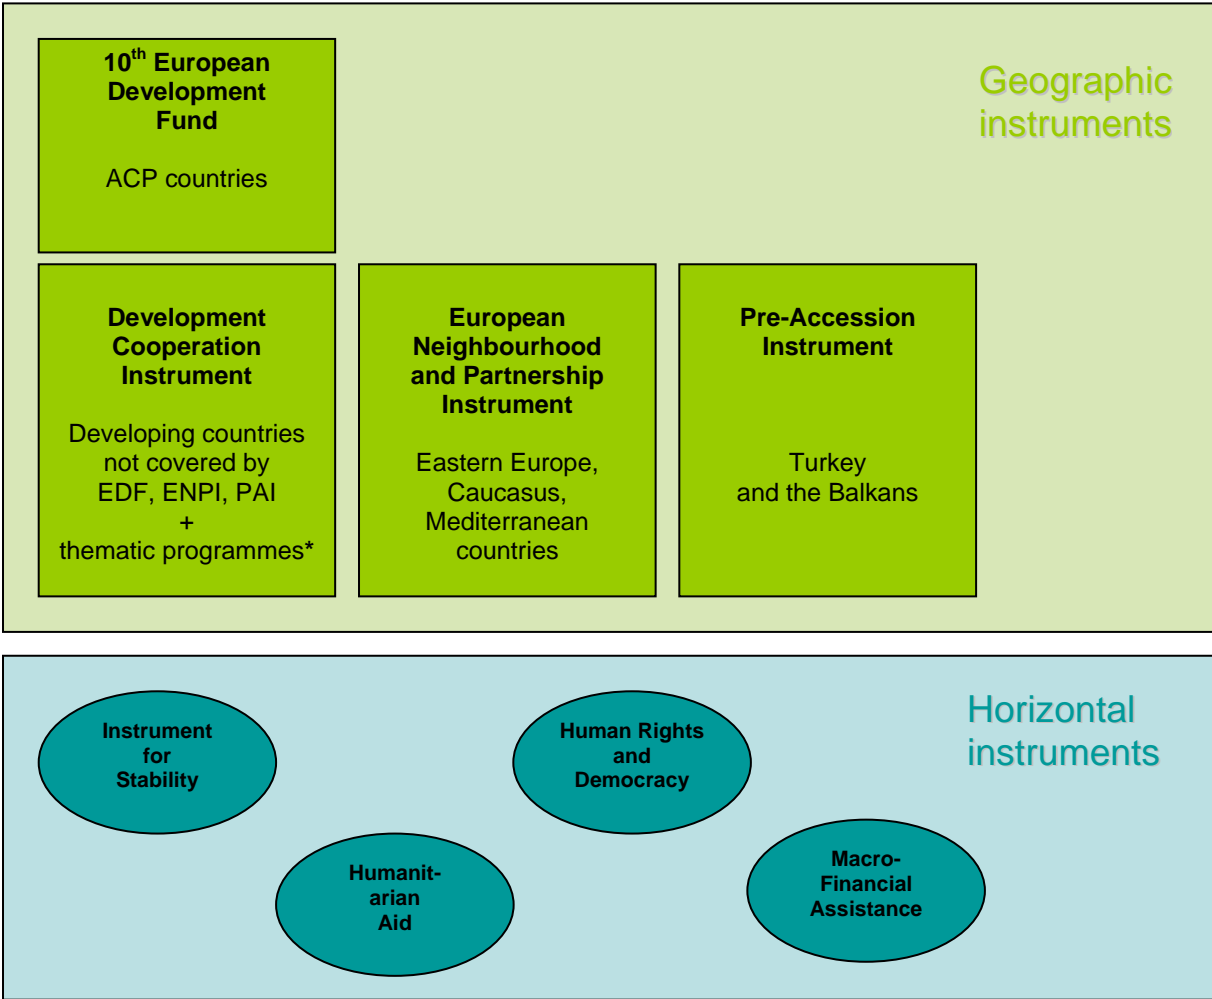 10th European
Development
Fund
ACP countries
Geographic
instruments
Development
Cooperation
Instrument
Developing countries
not covered by
EDF, ENPI, PAI
+
thematic programmes*
European
Neighbourhood
and Partnership
Instrument
Eastern Europe,
Caucasus,
Mediterranean
countries
Pre-Accession
Instrument
Turkey
and the Balkans
Horizontal
instruments
Instrument
for
Stability
Humanit-
arian
Aid
Human Rights
and
Democracy
Macro-
Financial
Assistance